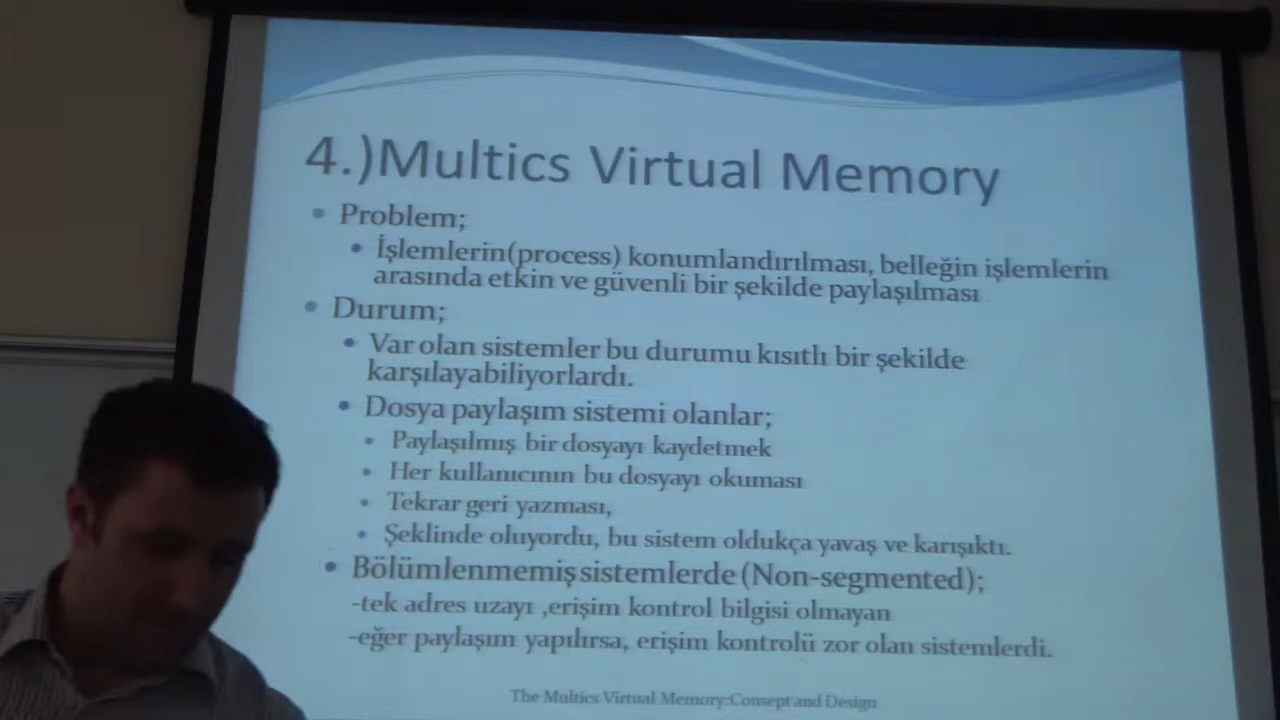 4.)Multics Virtual Memory
Problem;
İşlemlerin(process) konumlandırılması, belleğin işlemlerin
arasında etkin ve güvenli bir şekilde paylaşılması
Durum;
Var olan sistemler bu durumu kısıtlı bir şekilde
karşılayabiliyorlardı.
Dosya paylaşım sistemi olanlar;
Paylaşılmış bir dosyayı kaydetmek
Her kullanıcının bu dosyayı okuması
Tekrar geri yazması,
Şeklinde oluyordu, bu sistem oldukça yavaş ve karışıktı.
Bölümlenmemiş sistemlerde (Non-segmented);
-tek adres uzayı ,erişim kontrol bilgisi olmayan
-eğer paylaşım yapılırsa, erişim kontrolü zor olan sistemlerdi.
The Multics Virtual Memory:Consept and Design